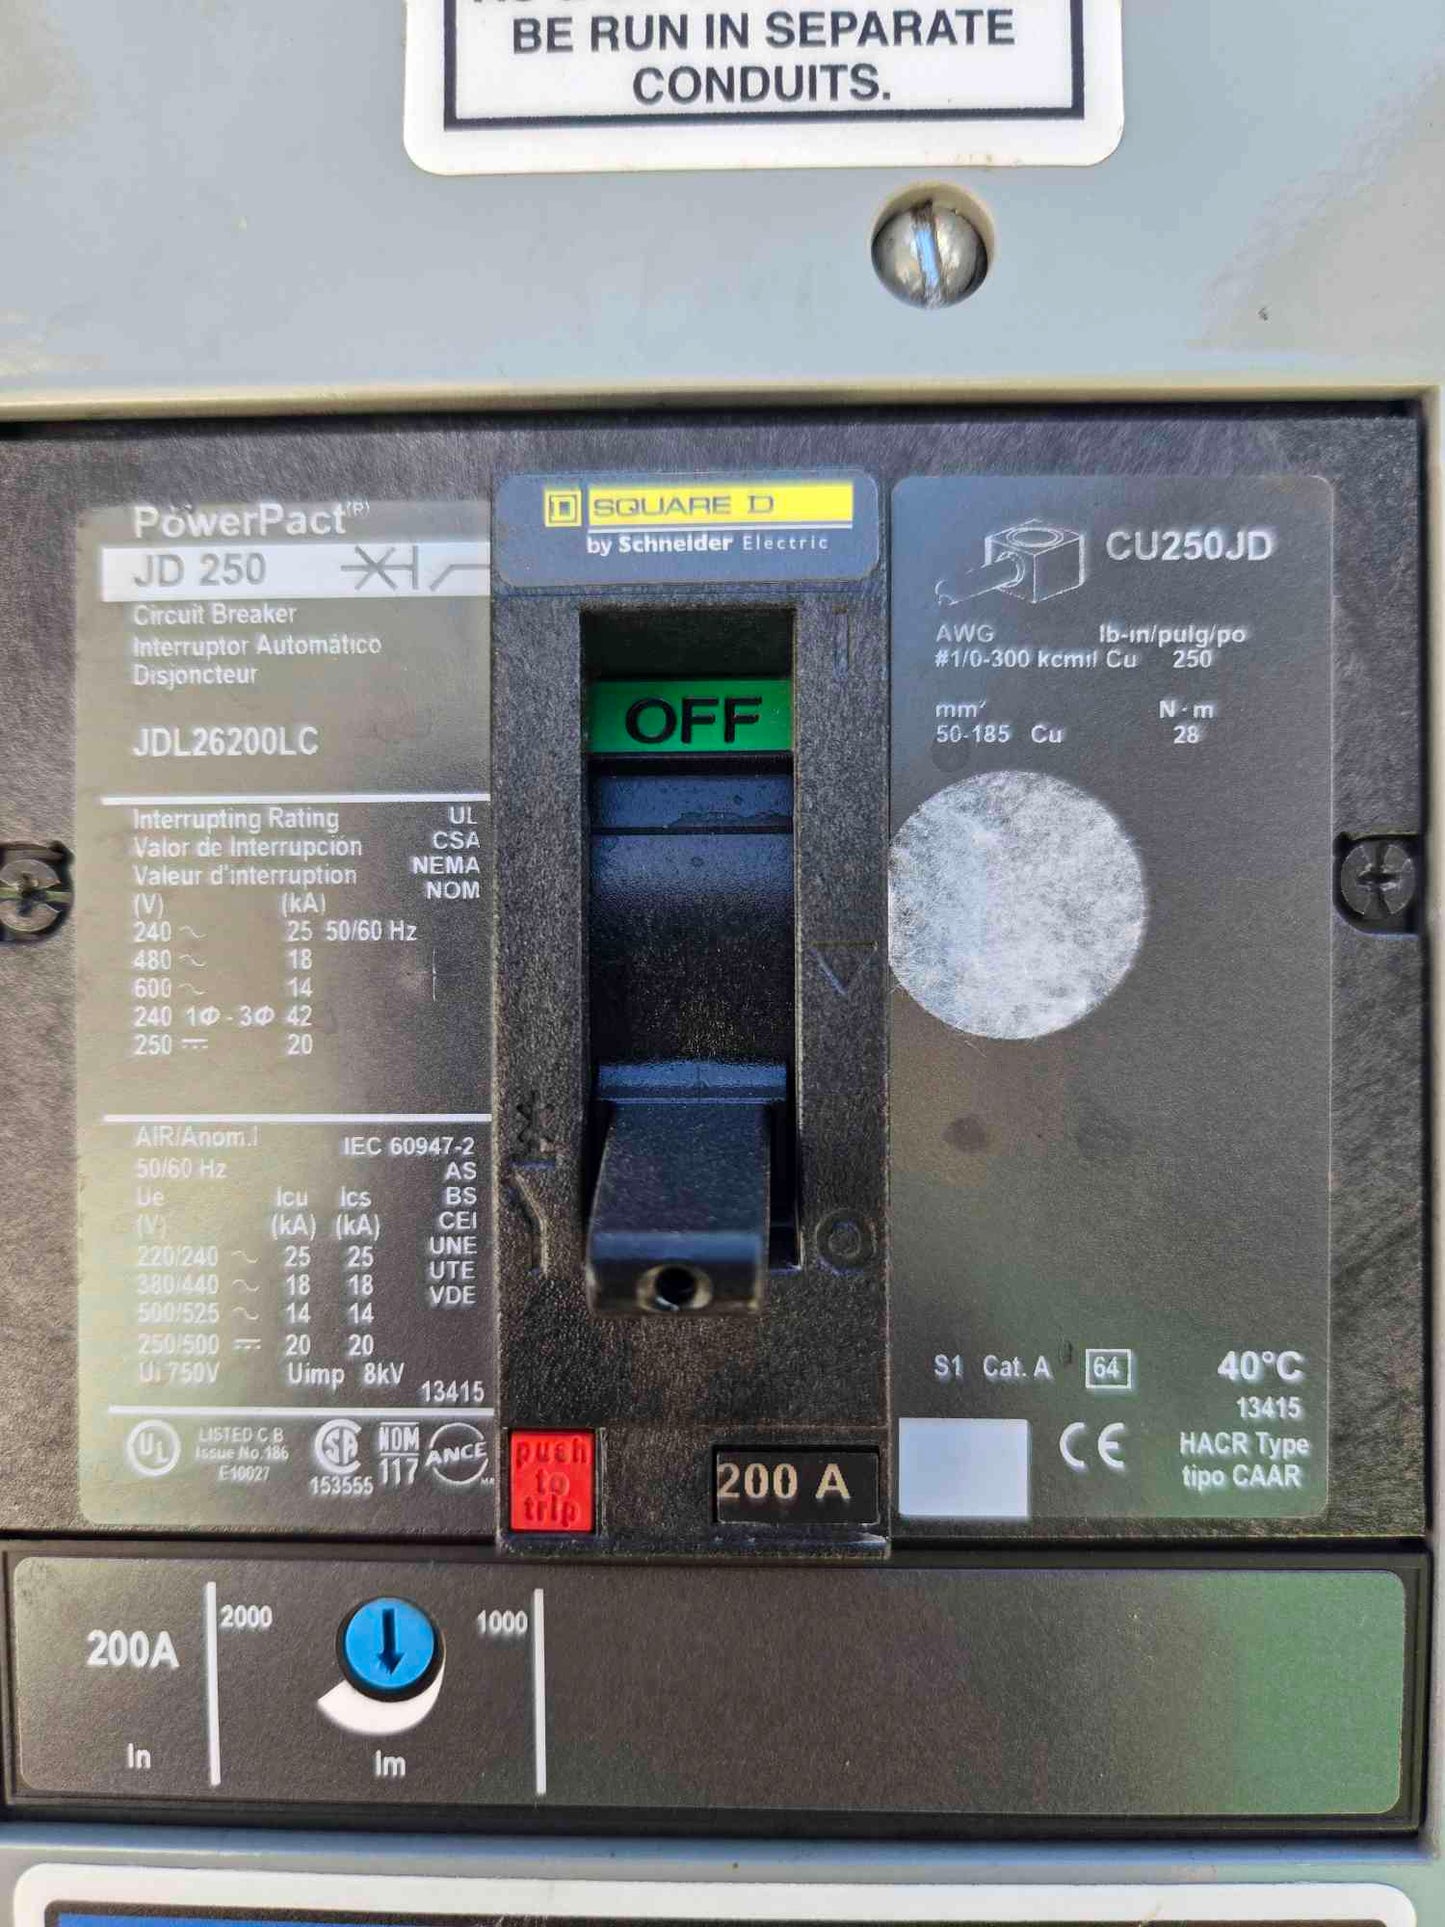 BE RUN IN SEPARATE
CONDUITS.
PowerPact(R)
JD 250
Circuit Breaker
Interruptor Automático
Disjoncteur
JDL26200LC
Interrupting Rating UL
Valor de Interrupción CSA
Valeur d'interruption NEMA
NOM
(V) (kA)
240 ~ 25 50/60 Hz
480 ~ 18
600 ~ 14
240 1Φ - 3Φ 42
250 ⎓ 20
AIR/Anom.I IEC 60947-2
50/60 Hz AS
Ue Icu Ics BS
(V) (kA) (kA) CEI
220/240 ~ 25 25 UNE
380/440 ~ 18 18 UTE
500/525 ~ 14 14 VDE
250/500 ⎓ 20 20
Ui 750V Uimp 8kV
13415
UL LISTED C B
Issue No.186
E10027
SA
153555
NOM
117
ANCE
SQUARE D
by Schneider Electric
I
OFF
O
push
to
trip
200 A
CU250JD
AWG lb-in/pulg/po
#1/0-300 kcmil Cu 250
mm² N·m
50-185 Cu 28
S1 Cat. A 64 40°C
13415
CE HACR Type
tipo CAAR
200A
In
2000 1000
Im